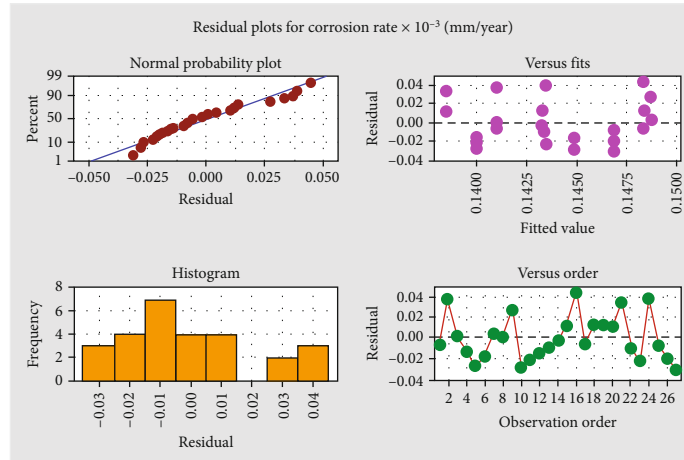 Residual plots for corrosion rate × 10⁻³ (mm/year)
Normal probability plot
Percent
99
90
50
10
1
−0.050 −0.025 0.000 0.025 0.050
Residual
Versus fits
Residual
0.04
0.02
0.00
−0.02
−0.04
0.1400 0.1425 0.1450 0.1475 0.1500
Fitted value
Histogram
Frequency
8
6
4
2
0
−0.03 −0.02 −0.01 0.00 0.01 0.02 0.03 0.04
Residual
Versus order
Residual
0.04
0.02
0.00
−0.02
−0.04
2 4 6 8 10 12 14 16 18 20 22 24 26
Observation order